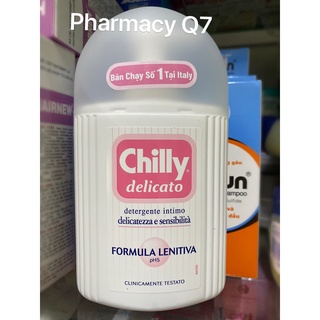 Pharmacy Q7
Bán Chạy Số 1 Tại Italy
Chilly
delicato
detergente intimo
delicatezza e sensibilità
FORMULA LENITIVA
pH5
CLINICAMENTE TESTATO